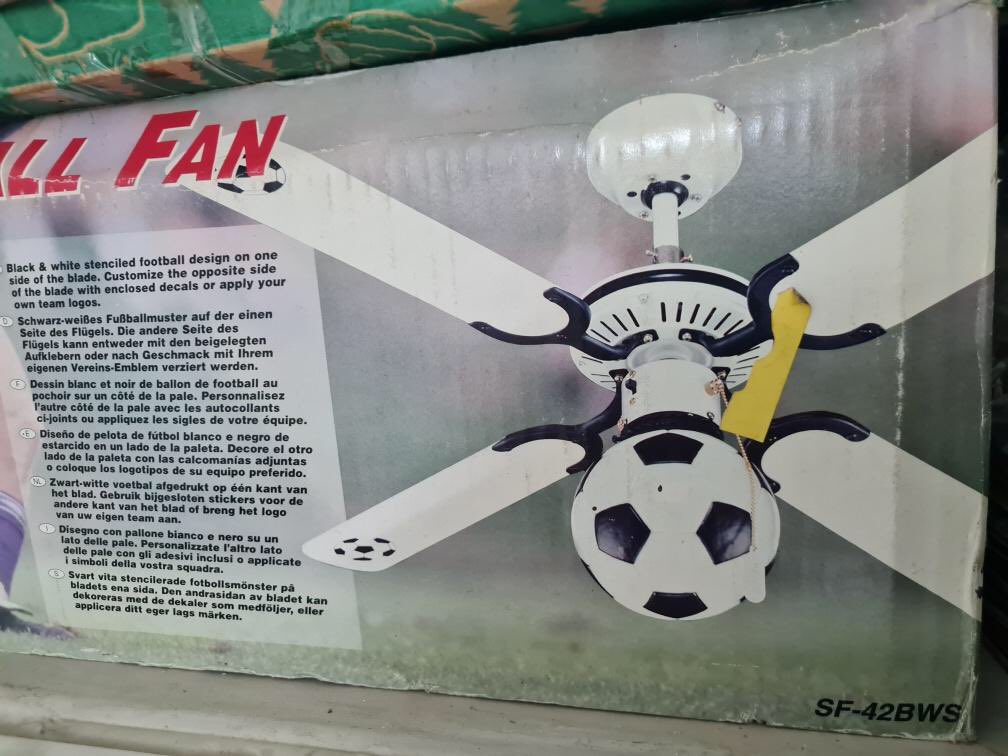 ALL FAN
Black & white stenciled football design on one
side of the blade. Customize the opposite side
of the blade with enclosed decals or apply your
own team logos.
D Schwarz-weißes Fußballmuster auf der einen
Seite des Flügels. Die andere Seite des
Flügels kann entweder mit den beigelegten
Aufklebern oder nach Geschmack mit Ihrem
eigenen Vereins-Emblem verziert werden.
F Dessin blanc et noir de ballon de football au
pochoir sur un côté de la pale. Personnalisez
l'autre côté de la pale avec les autocollants
ci-joints ou appliquez les sigles de votre équipe.
E Diseño de pelota de fútbol blanco e negro de
estarcido en un lado de la paleta. Decore el otro
lado de la paleta con las calcomanías adjuntas
o coloque los logotipos de su equipo preferido.
NL Zwart-witte voetbal afgedrukt op één kant van
het blad. Gebruik bijgesloten stickers voor de
andere kant van het blad of breng het logo
van uw eigen team aan.
I Disegno con pallone bianco e nero su un
lato delle pale. Personalizzate l'altro lato
delle pale con gli adesivi inclusi o applicate
i simboli della vostra squadra.
S Svart vita stencilerade fotbollsmönster på
bladets ena sida. Den andrasidan av bladet kan
dekoreras med de dekaler som medföljer, eller
applicera ditt eger lags märken.
SF-42BWS